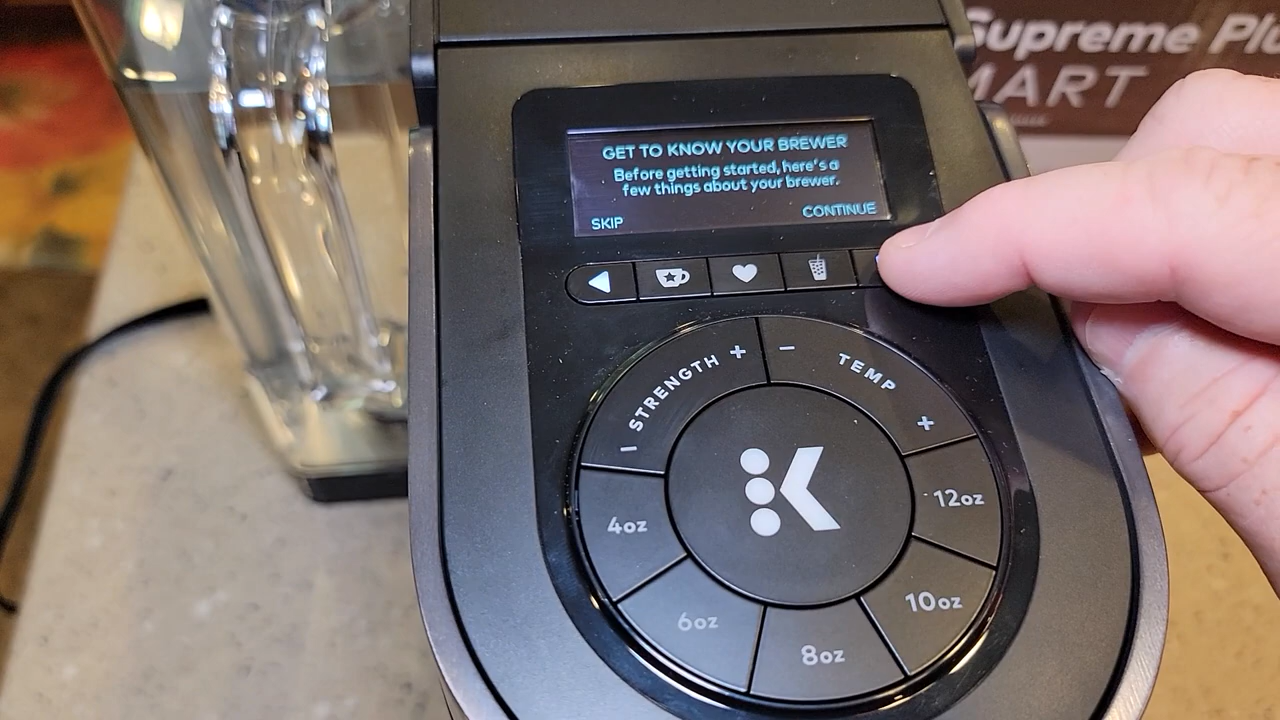 Supreme Plu
MART
GET TO KNOW YOUR BREWER
Before getting started, here's a
few things about your brewer.
SKIP
CONTINUE
- STRENGTH +
- TEMP +
4oz
6oz
8oz
10oz
12oz
K